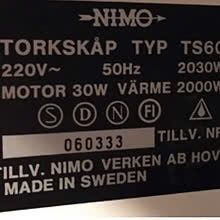 NIMO
TORKSKÅP TYP TS60
220V~ 50Hz 2030W
MOTOR 30W VÄRME 2000W
S D N FI
060333 TILLV.
TILLV. NIMO VERKEN AB HOV
MADE IN SWEDEN